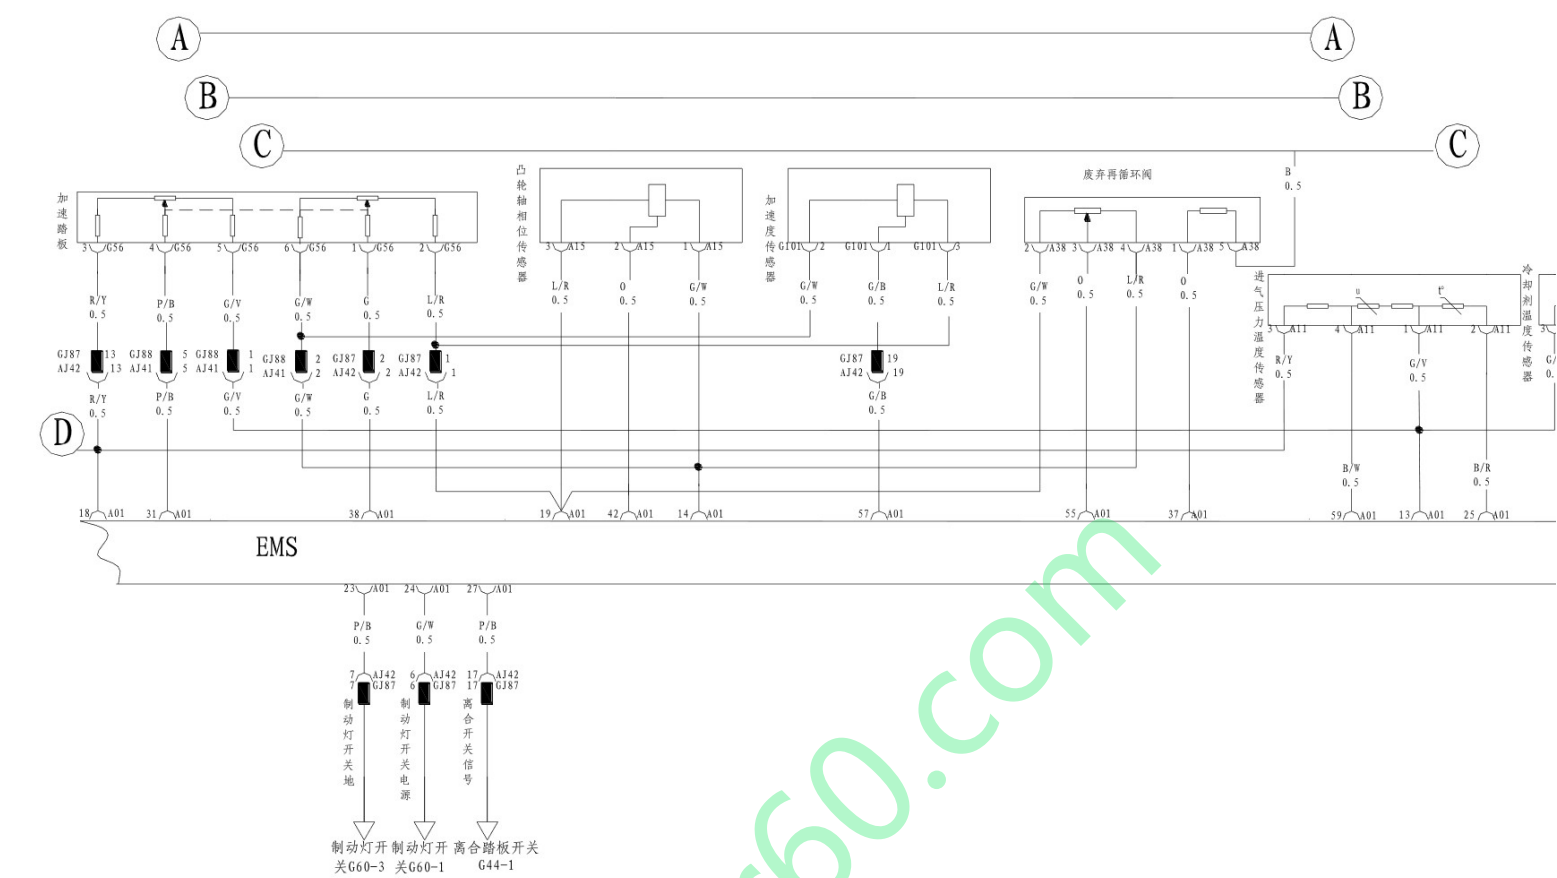 A A
B B
C C
加速踏板
凸轮轴相位传感器
加速度传感器
废弃再循环阀
B
0.5
进气压力温度传感器
冷却剂温度传感器
3 G56 4 G56 5 G56 6 G56 1 G56 2 G56
3 A15 2 A15 1 A15
G101 2 G101 1 G101 3
2 A38 3 A38 4 A38 1 A38 5 A38
u t°
3 A11 4 A11 1 A11 2 A11 3
R/Y P/B G/V G/W G L/R L/R O G/W G/W G/B L/R G/W O L/R O
0.5 0.5 0.5 0.5 0.5 0.5 0.5 0.5 0.5 0.5 0.5 0.5 0.5 0.5 0.5 0.5
R/Y G/V G/
0.5 0.5 0.
GJ87 13 GJ88 5 GJ88 1 GJ88 2 GJ87 2 GJ87 1 GJ87 19
AJ42 13 AJ41 5 AJ41 1 AJ41 2 AJ42 2 AJ42 1 AJ42 19
R/Y P/B G/V G/W G L/R G/B
0.5 0.5 0.5 0.5 0.5 0.5 0.5
D
B/W B/R
0.5 0.5
18 A01 31 A01 38 A01 19 A01 42 A01 14 A01 57 A01 55 A01 37 A01 59 A01 13 A01 25 A01
EMS
23 A01 24 A01 27 A01
P/B G/W P/B
0.5 0.5 0.5
7 AJ42 6 AJ42 17 AJ42
7 GJ87 6 GJ87 17 GJ87
制动灯开关地
制动灯开关电源
离合开关信号
制动灯开 制动灯开 离合踏板开关
关G60-3 关G60-1 G44-1
r60.com